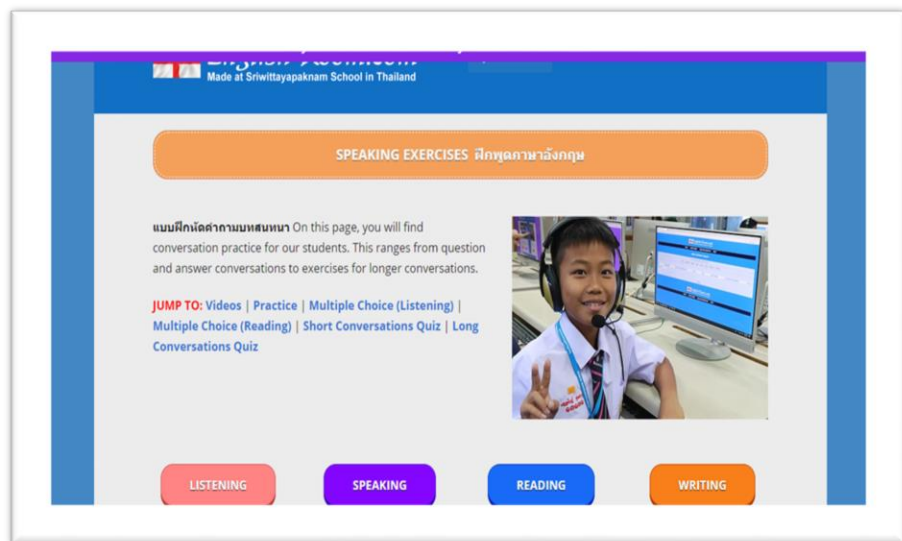 Made at Sriwittayapaknam School in Thailand
SPEAKING EXERCISES ฝึกพูดภาษาอังกฤษ
แบบฝึกหัดคำถามบทสนทนา On this page, you will find
conversation practice for our students. This ranges from question
and answer conversations to exercises for longer conversations.
JUMP TO: Videos | Practice | Multiple Choice (Listening) |
Multiple Choice (Reading) | Short Conversations Quiz | Long
Conversations Quiz
LISTENING
SPEAKING
READING
WRITING